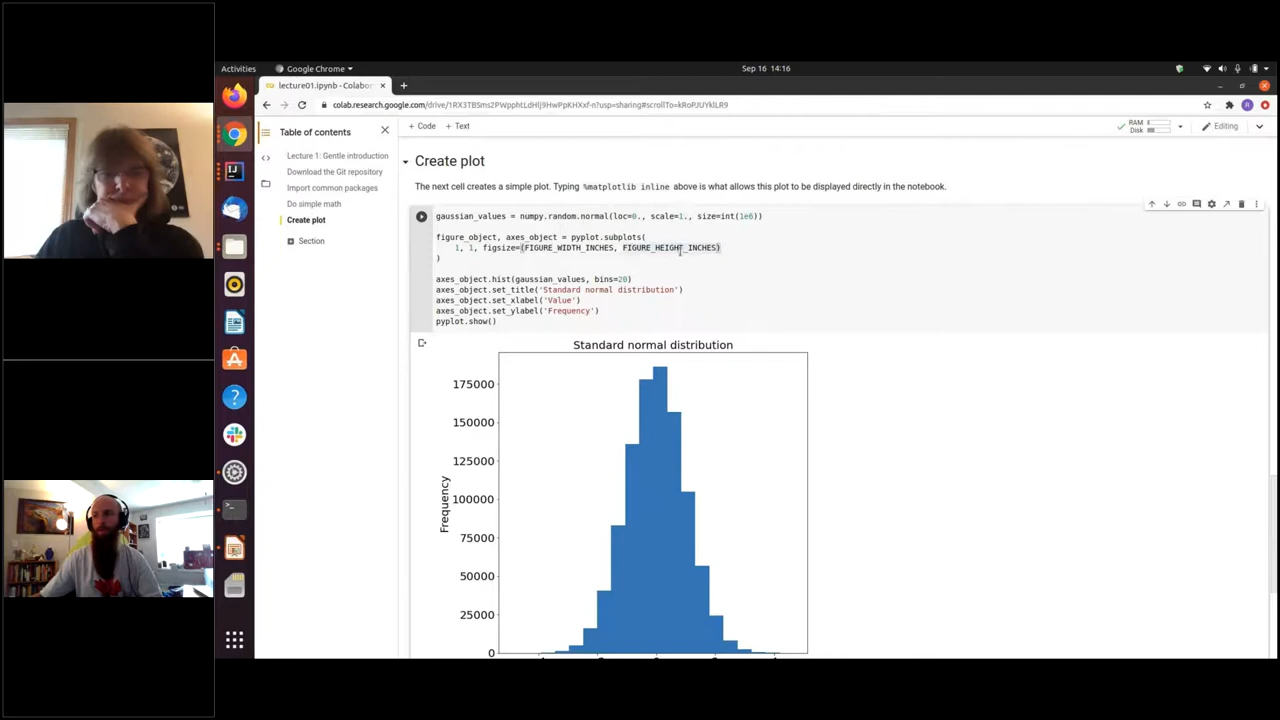 Activities
Google Chrome
Sep 16 14:16
lecture01.ipynb - Colabor
colab.research.google.com/drive/1RX3TBSms2PWpphtLdHlj9HwPpKHXxf-n?usp=sharing#scrollTo=kRoPJUYklLR9
Table of contents
Lecture 1: Gentle introduction
Download the Git repository
Import common packages
Do simple math
Create plot
Section
+ Code + Text
RAM
Disk
Editing
Create plot
The next cell creates a simple plot. Typing %matplotlib inline above is what allows this plot to be displayed directly in the notebook.
gaussian_values = numpy.random.normal(loc=0., scale=1., size=int(1e6))
figure_object, axes_object = pyplot.subplots(
1, 1, figsize=(FIGURE_WIDTH_INCHES, FIGURE_HEIGHT_INCHES)
)
axes_object.hist(gaussian_values, bins=20)
axes_object.set_title('Standard normal distribution')
axes_object.set_xlabel('Value')
axes_object.set_ylabel('Frequency')
pyplot.show()
Standard normal distribution
175000
150000
125000
100000
75000
50000
25000
0
Frequency